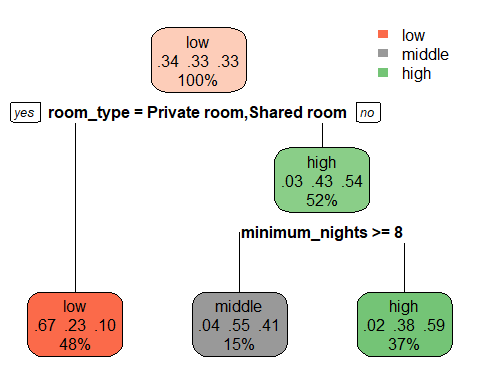 low
.34 .33 .33
100%
low
middle
high
yes room_type = Private room,Shared room no
high
.03 .43 .54
52%
minimum_nights >= 8
low
.67 .23 .10
48%
middle
.04 .55 .41
15%
high
.02 .38 .59
37%